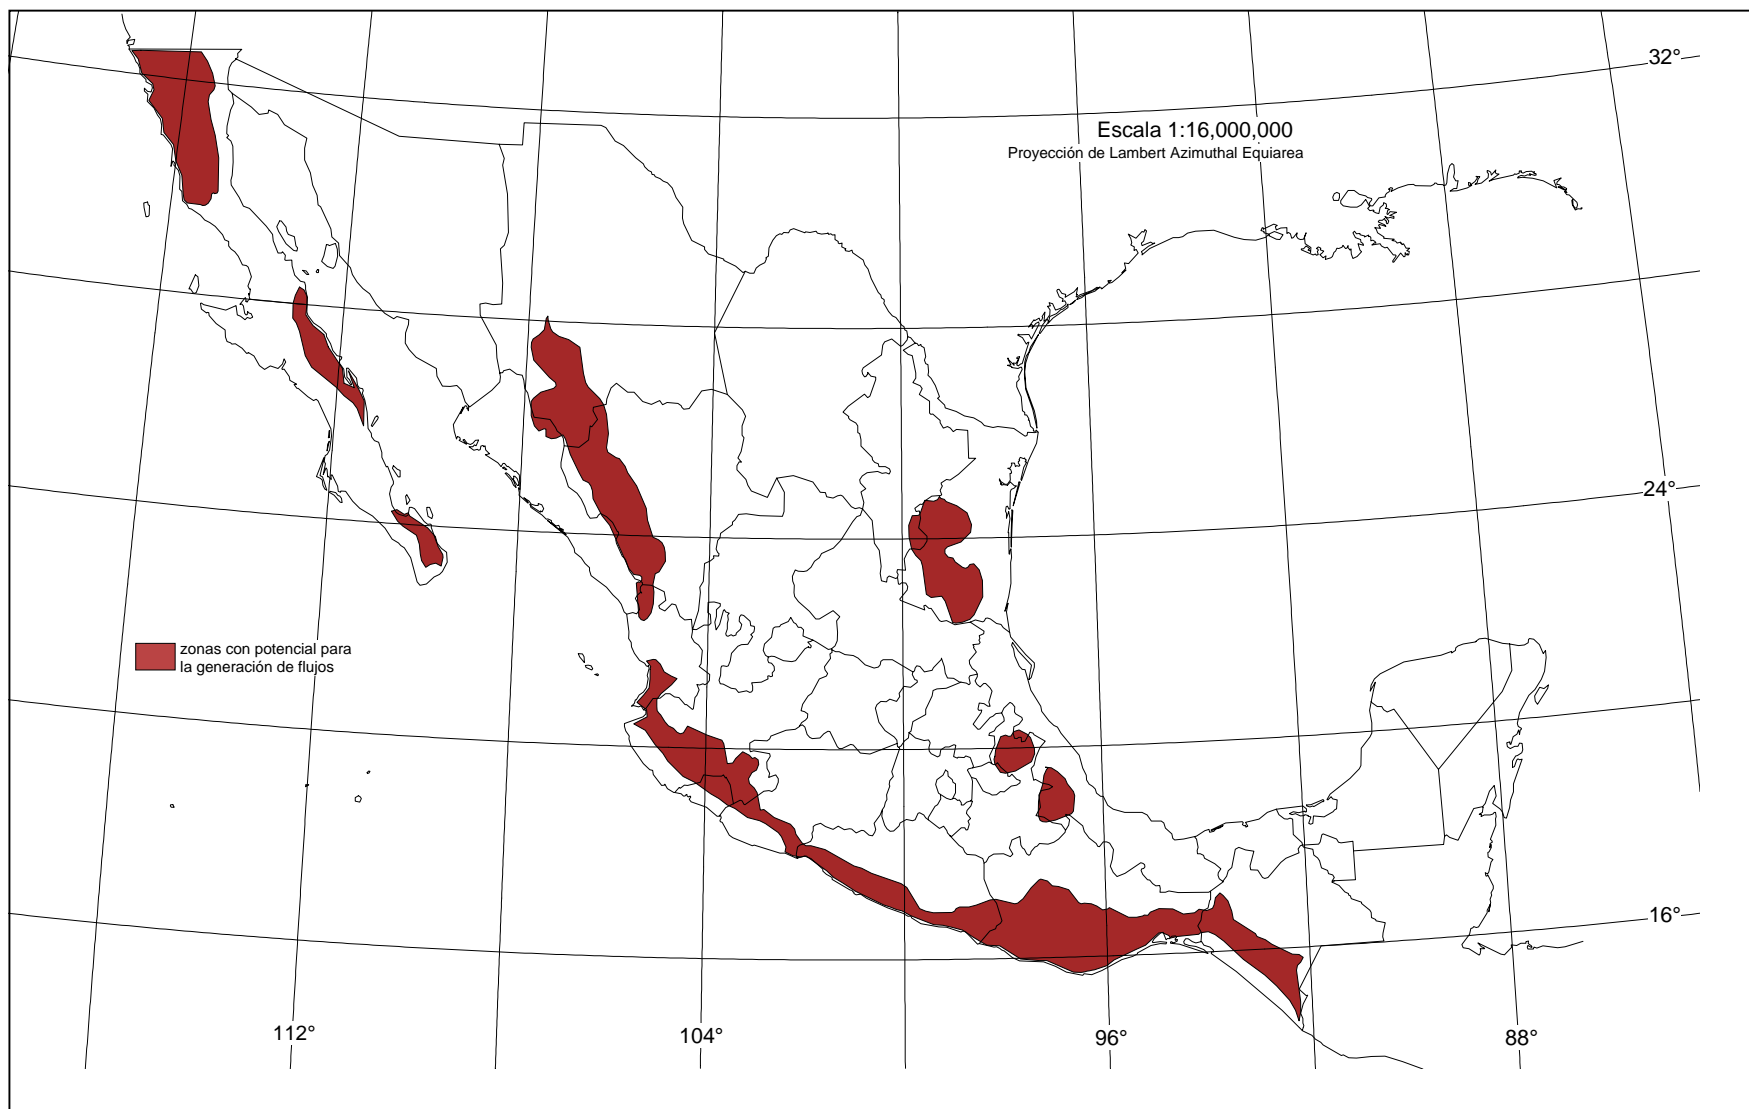 32°
Escala 1:16,000,000
Proyección de Lambert Azimuthal Equiarea
24°
zonas con potencial para
la generación de flujos
16°
112°
104°
96°
88°